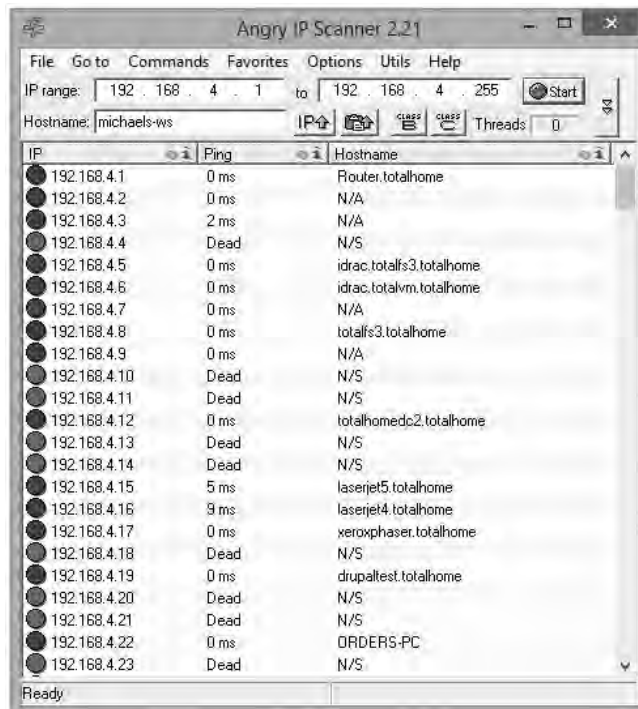 Angry IP Scanner 2.21
File Go to Commands Favorites Options Utils Help
IP range: 192 . 168 . 4 . 1 to 192 . 168 . 4 . 255 Start
Hostname: michaels-ws IP CLASS B CLASS C Threads 0
IP Ping Hostname
192.168.4.1 0 ms Router.totalhome
192.168.4.2 0 ms N/A
192.168.4.3 2 ms N/A
192.168.4.4 Dead N/S
192.168.4.5 0 ms idrac.totalfs3.totalhome
192.168.4.6 0 ms idrac.totalvm.totalhome
192.168.4.7 0 ms N/A
192.168.4.8 0 ms totalfs3.totalhome
192.168.4.9 0 ms N/A
192.168.4.10 Dead N/S
192.168.4.11 Dead N/S
192.168.4.12 0 ms totalhomedc2.totalhome
192.168.4.13 Dead N/S
192.168.4.14 Dead N/S
192.168.4.15 5 ms laserjet5.totalhome
192.168.4.16 9 ms laserjet4.totalhome
192.168.4.17 0 ms xeroxphaser.totalhome
192.168.4.18 Dead N/S
192.168.4.19 0 ms drupaltest.totalhome
192.168.4.20 Dead N/S
192.168.4.21 Dead N/S
192.168.4.22 0 ms ORDERS-PC
192.168.4.23 Dead N/S
Ready